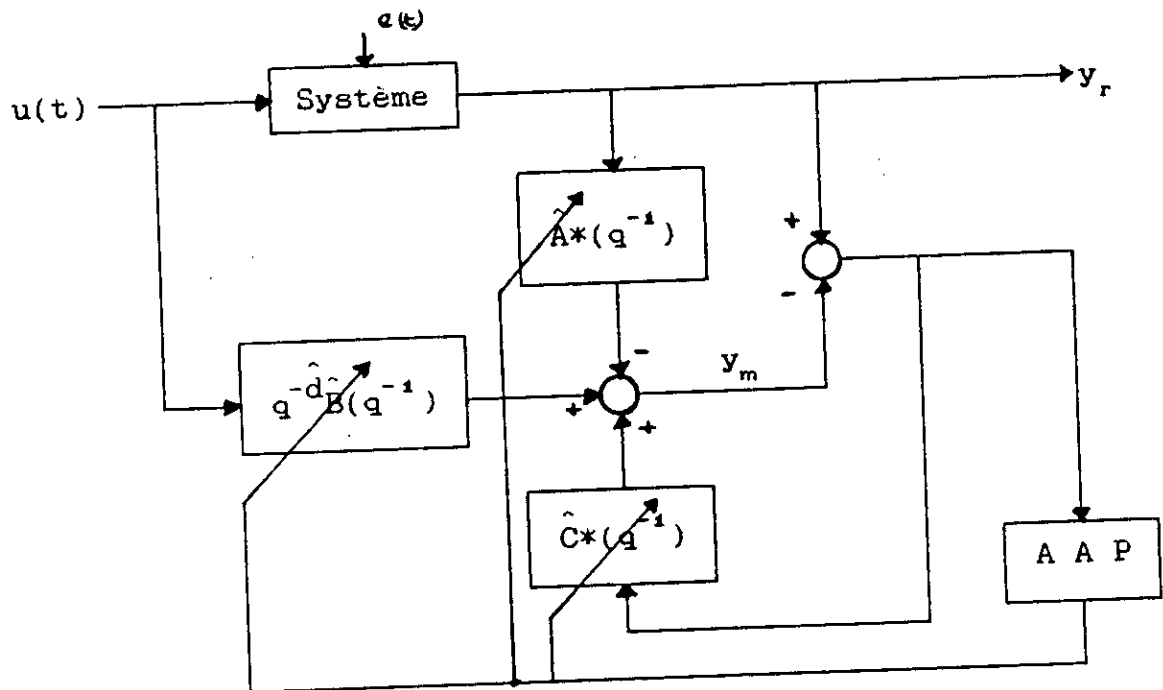 e(t)
u(t)
Système
y_r
Â*(q⁻¹)
+
-
-
y_m
q^-d̂ B̂(q⁻¹)
+
+
Ĉ*(q⁻¹)
A A P